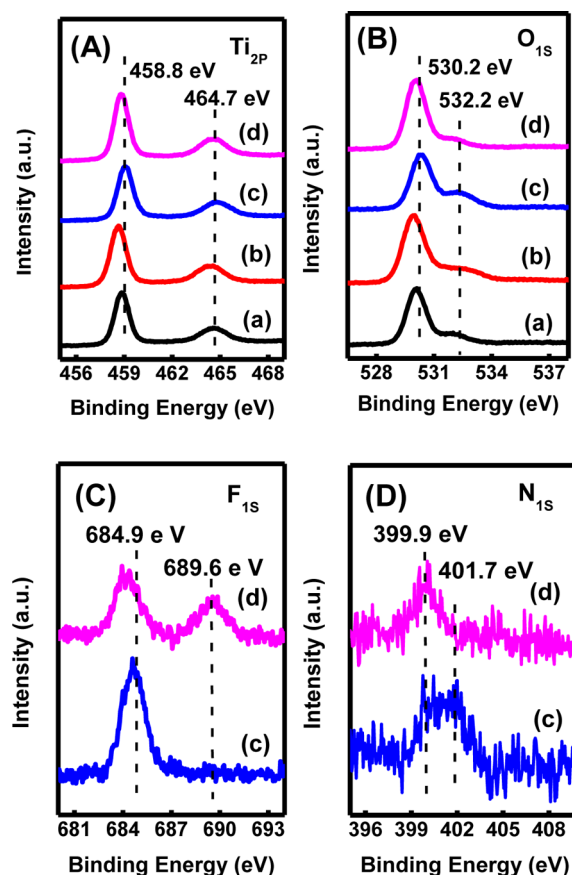 (A) Ti2P
458.8 eV
464.7 eV
(d)
(c)
(b)
(a)
Intensity (a.u.)
456 459 462 465 468
Binding Energy (eV)
(B) O1S
530.2 eV
532.2 eV
(d)
(c)
(b)
(a)
Intensity (a.u.)
528 531 534 537
Binding Energy (eV)
(C) F1S
684.9 e V
689.6 e V
(d)
(c)
Intensity (a.u.)
681 684 687 690 693
Binding Energy (eV)
(D) N1S
399.9 eV
401.7 eV
(d)
(c)
Intensity (a.u.)
396 399 402 405 408
Binding Energy (eV)